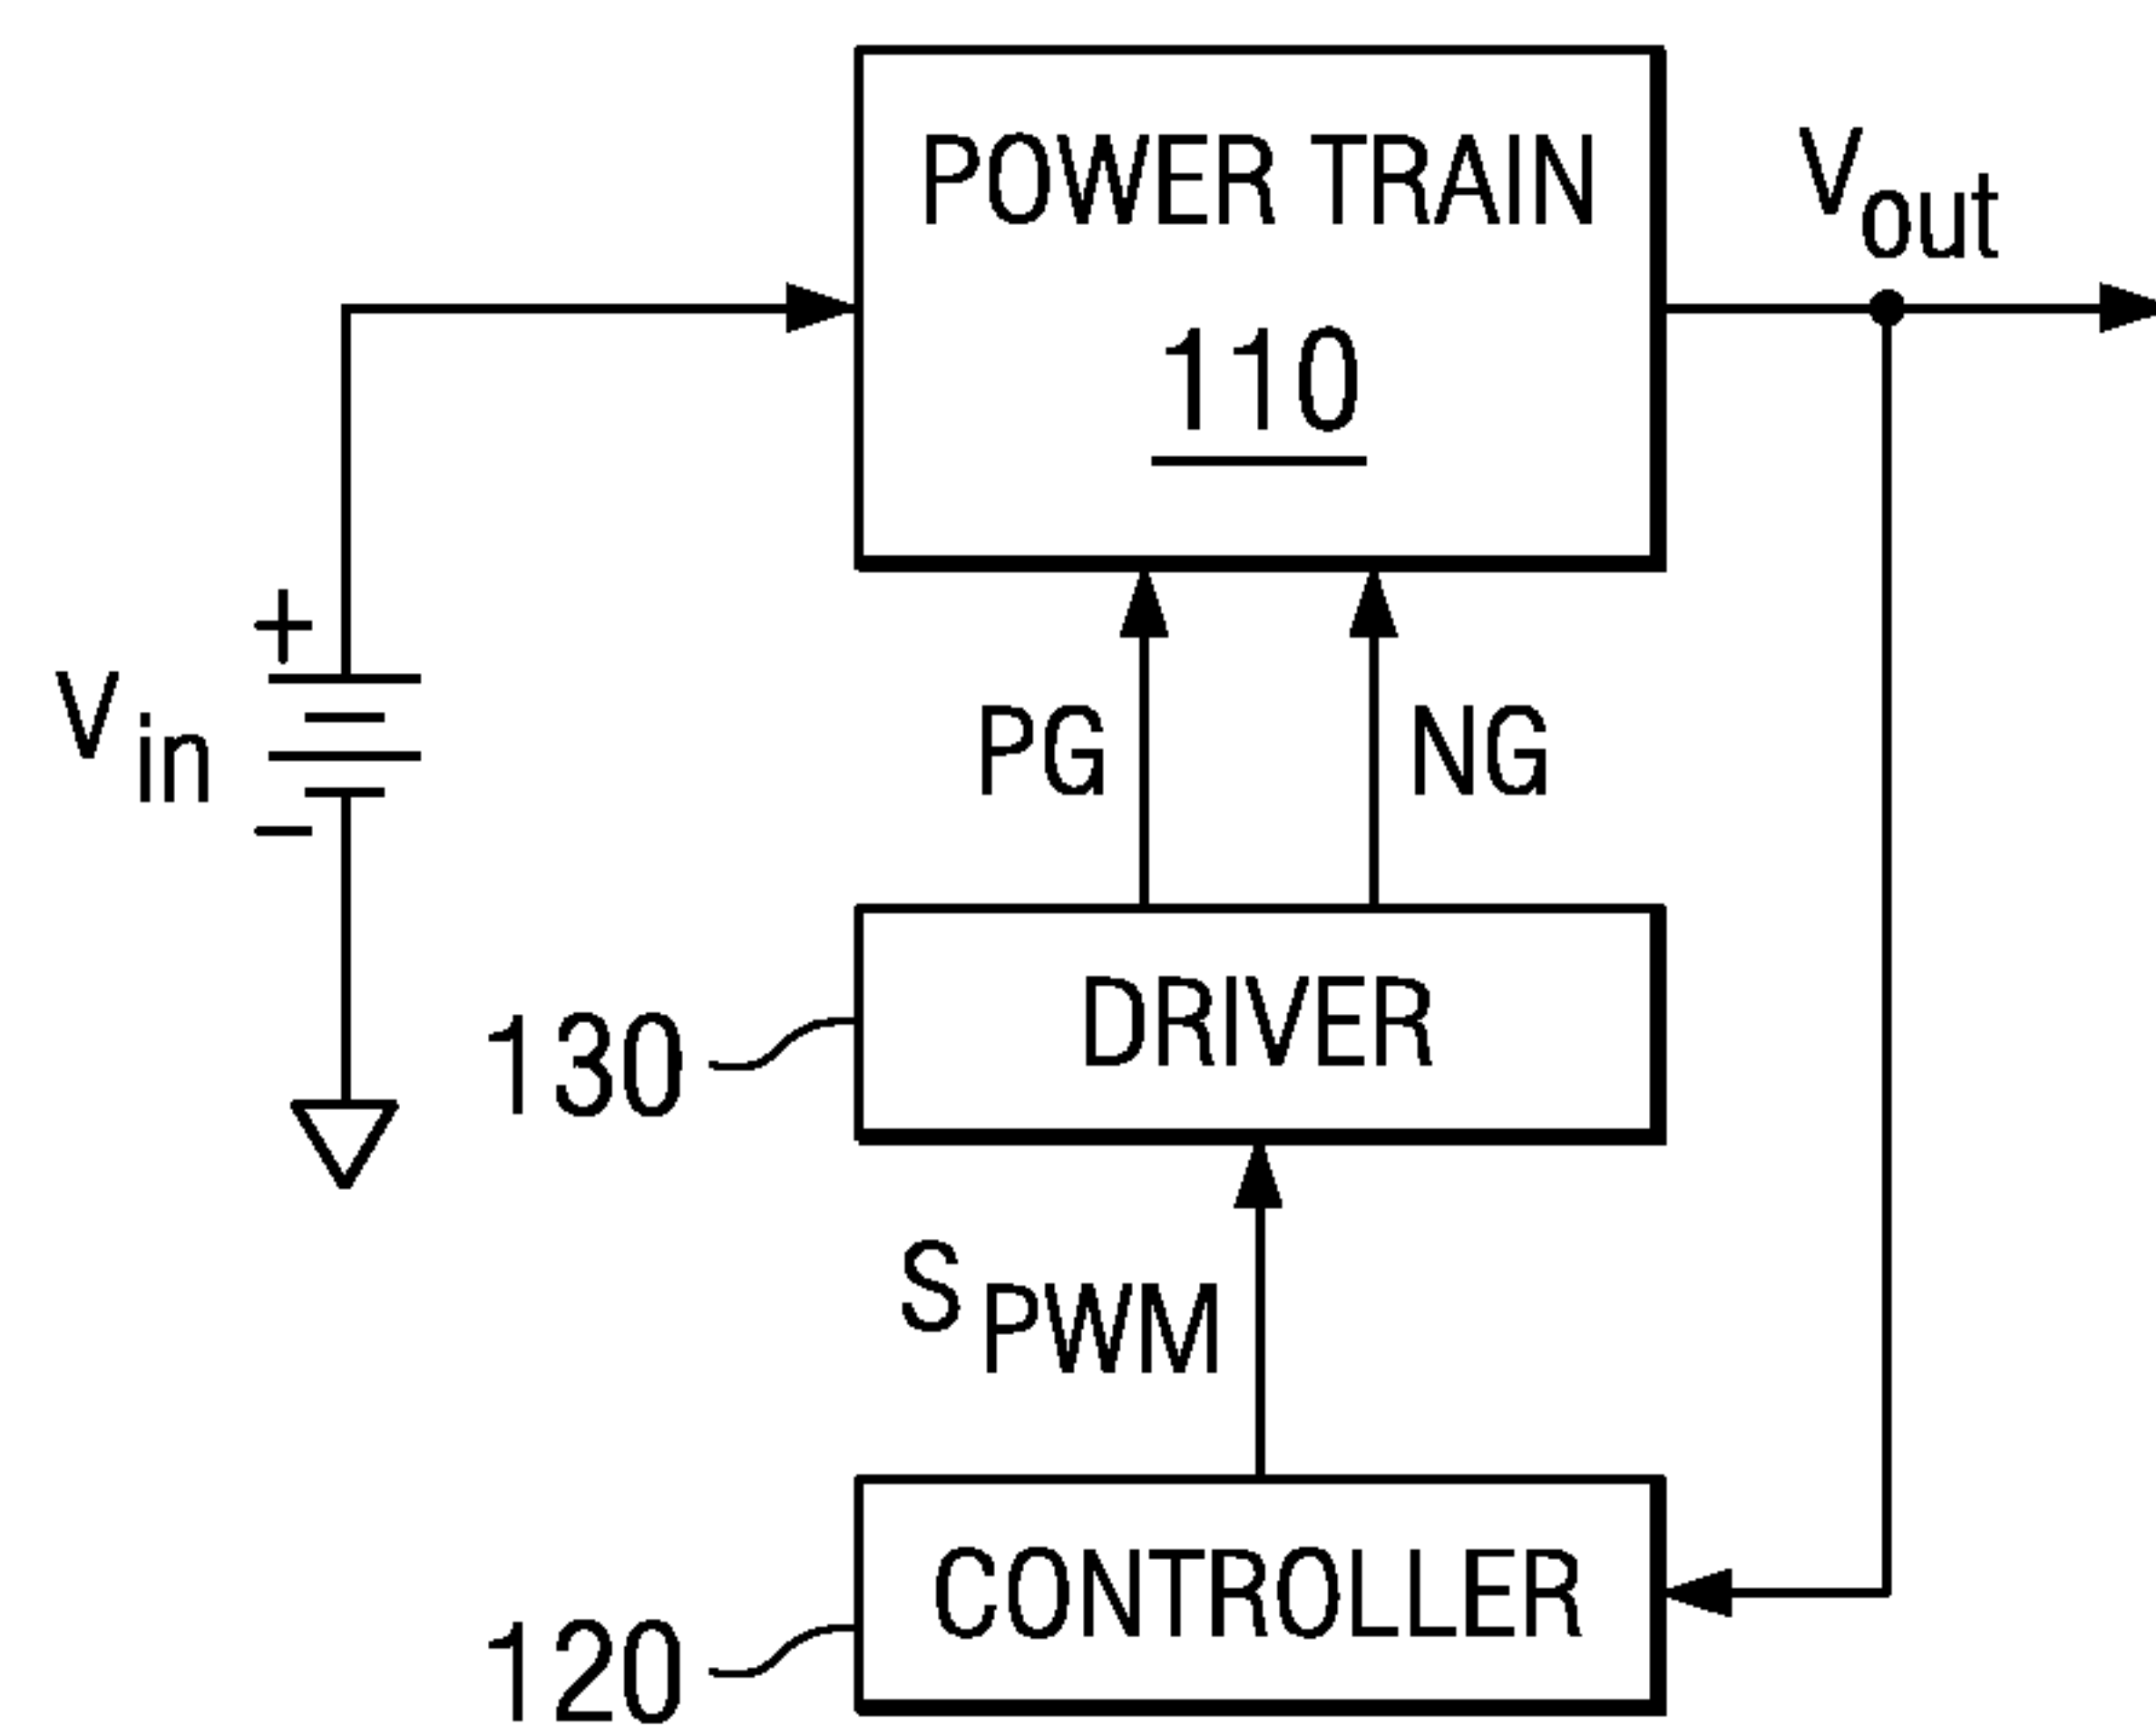 POWER TRAIN
110
Vout
+
Vin
−
PG
NG
130
DRIVER
SPWM
CONTROLLER
120